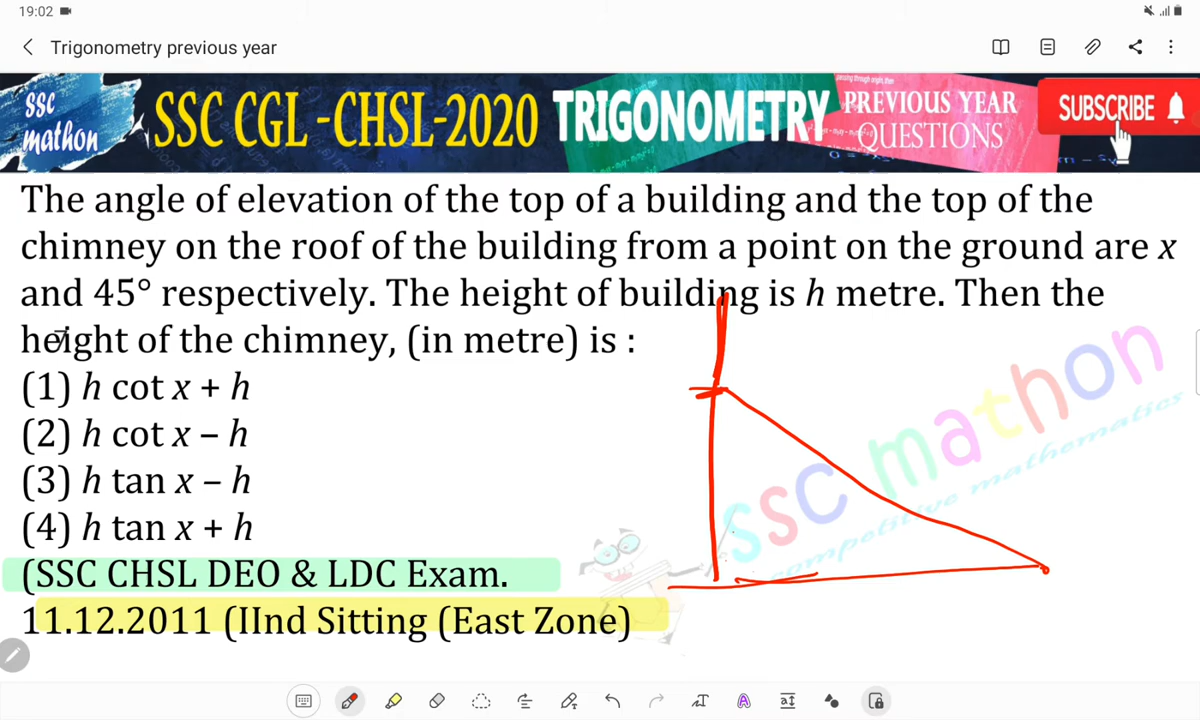 19:02
Trigonometry previous year
SSC mathon
SSC CGL -CHSL-2020 TRIGONOMETRY PREVIOUS YEAR QUESTIONS
SUBSCRIBE
The angle of elevation of the top of a building and the top of the
chimney on the roof of the building from a point on the ground are x
and 45° respectively. The height of building is h metre. Then the
height of the chimney, (in metre) is :
(1) h cot x + h
(2) h cot x – h
(3) h tan x – h
(4) h tan x + h
(SSC CHSL DEO & LDC Exam.
11.12.2011 (IInd Sitting (East Zone)
ssc mathon
competitive mathematics